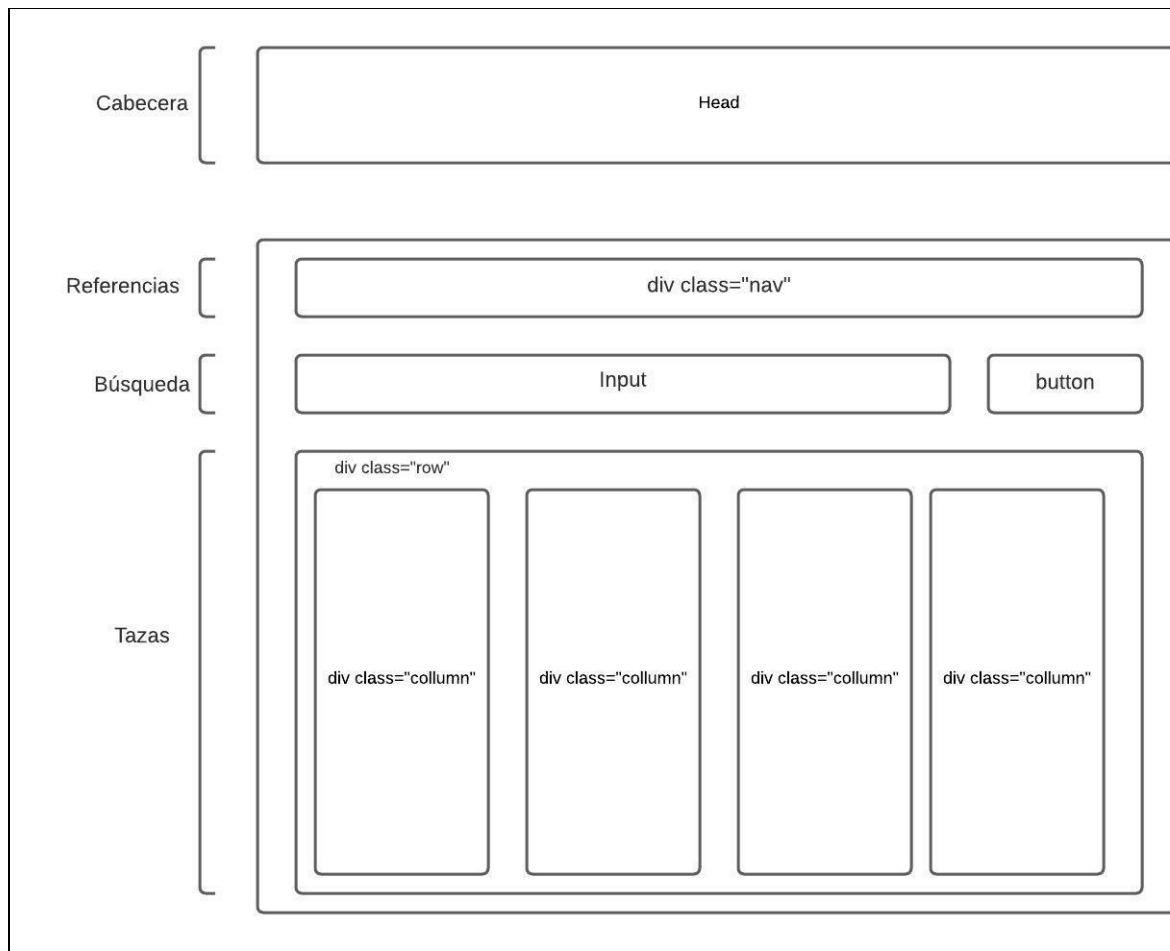 Cabecera
Head
Referencias
div class="nav"
Búsqueda
Input
button
Tazas
div class="row"
div class="collumn"
div class="collumn"
div class="collumn"
div class="collumn"